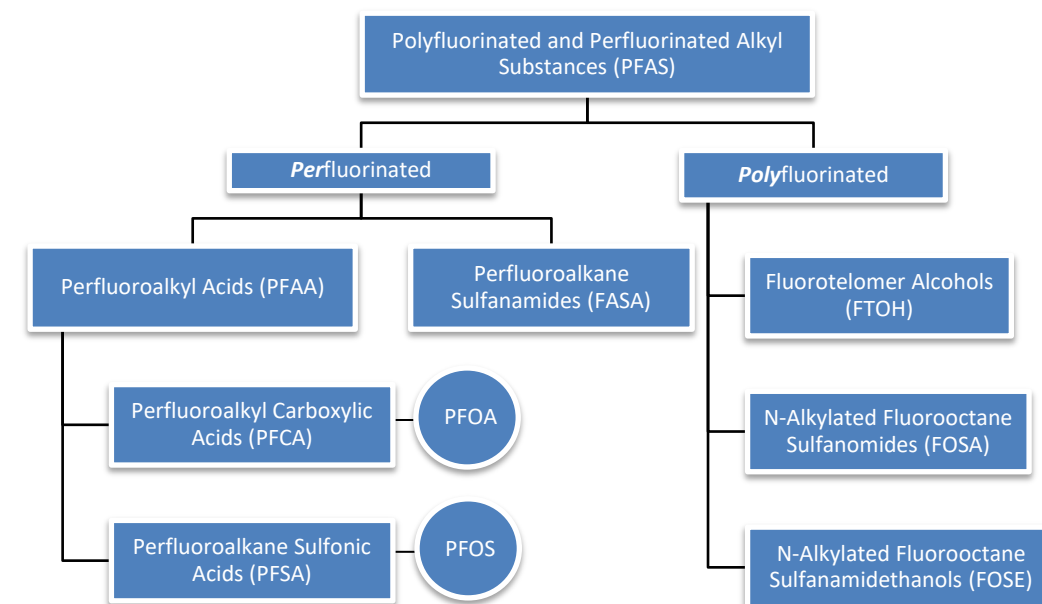 Polyfluorinated and Perfluorinated Alkyl
Substances (PFAS)
Perfluorinated
Polyfluorinated
Perfluoroalkyl Acids (PFAA)
Perfluoroalkane
Sulfanamides (FASA)
Fluorotelomer Alcohols
(FTOH)
Perfluoroalkyl Carboxylic
Acids (PFCA)
PFOA
N-Alkylated Fluorooctane
Sulfanomides (FOSA)
Perfluoroalkane Sulfonic
Acids (PFSA)
PFOS
N-Alkylated Fluorooctane
Sulfanamidethanols (FOSE)